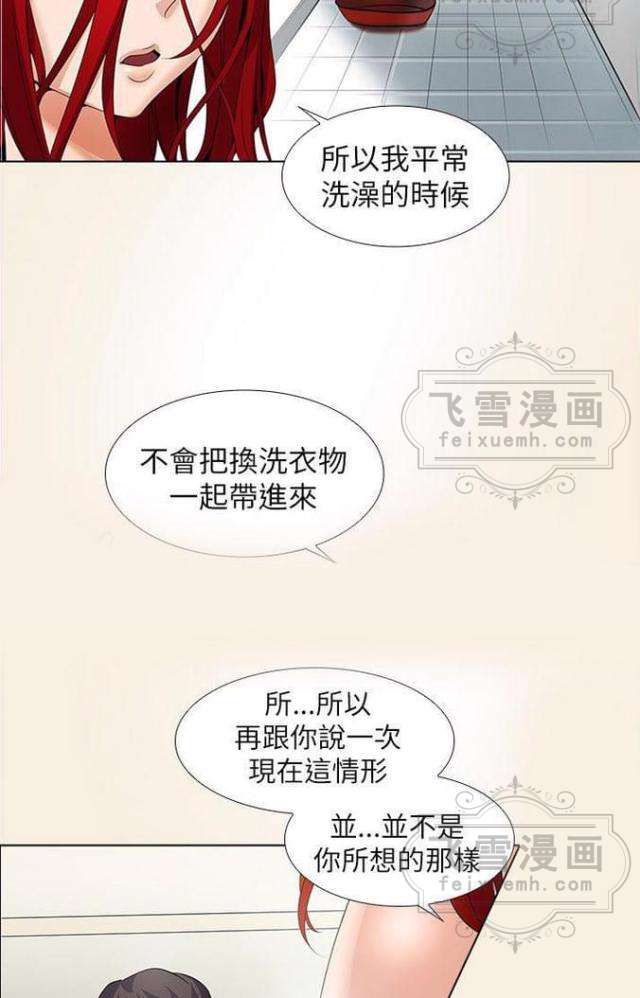 所以我平常
洗澡的時候
飞雪漫画
feixuemh.com
不會把換洗衣物
一起帶進來
所...所以
再跟你說一次
現在這情形
並...並不是
你所想的那樣
飞雪漫画
feixuemh.com